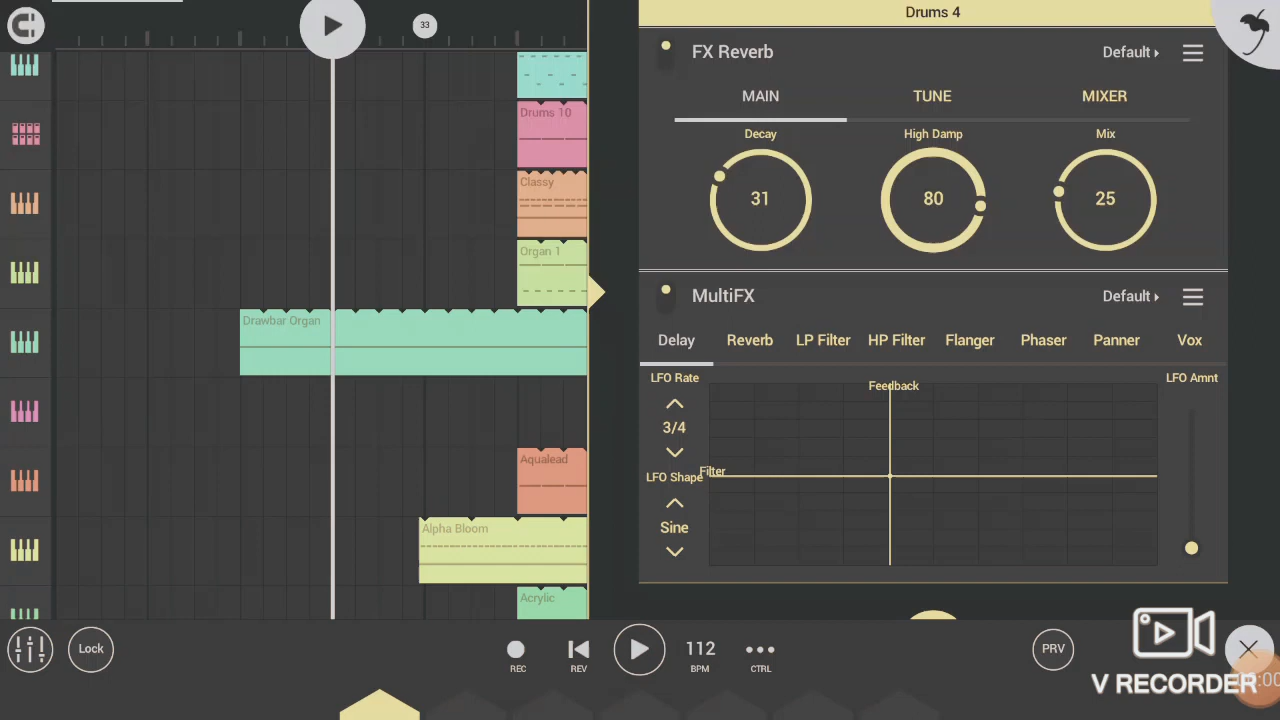 Drums 4
33
FX Reverb
Default
MAIN
TUNE
MIXER
Decay
High Damp
Mix
31
80
25
Drums 10
Classy
Organ 1
Drawbar Organ
Aqualead
Alpha Bloom
Acrylic
MultiFX
Default
Delay
Reverb
LP Filter
HP Filter
Flanger
Phaser
Panner
Vox
LFO Rate
Feedback
LFO Amnt
3/4
Filter
LFO Shape
Sine
Lock
REC
REV
112
BPM
CTRL
PRV
V RECORDER